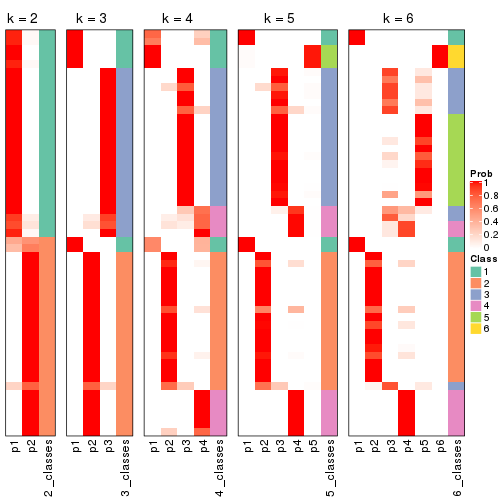 k = 2
k = 3
k = 4
k = 5
k = 6
Prob
1
0.8
0.6
0.4
0.2
0
Class
1
2
3
4
5
6
p1
p2
2_classes
p1
p2
p3
3_classes
p1
p2
p3
p4
4_classes
p1
p2
p3
p4
p5
5_classes
p1
p2
p3
p4
p5
p6
6_classes